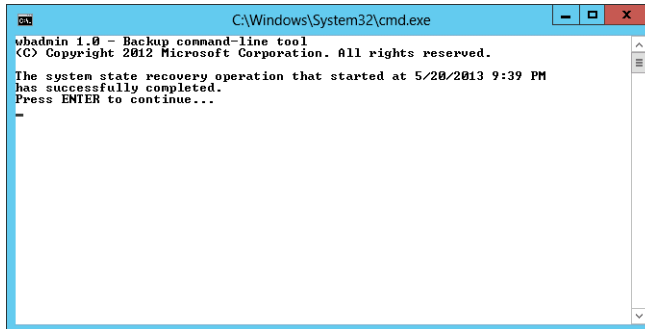 C:\Windows\System32\cmd.exe
wbadmin 1.0 - Backup command-line tool
(C) Copyright 2012 Microsoft Corporation. All rights reserved.
The system state recovery operation that started at 5/20/2013 9:39 PM
has successfully completed.
Press ENTER to continue...